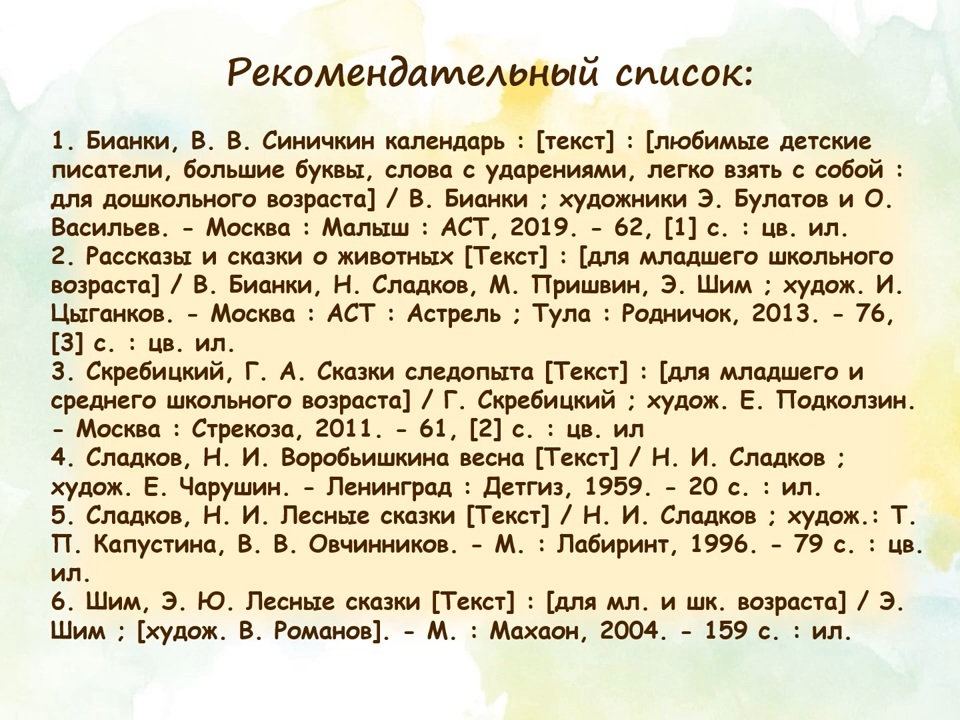 Рекомендательный список:
1. Бианки, В. В. Синичкин календарь : [текст] : [любимые детские
писатели, большие буквы, слова с ударениями, легко взять с собой :
для дошкольного возраста] / В. Бианки ; художники Э. Булатов и О.
Васильев. - Москва : Малыш : АСТ, 2019. - 62, [1] с. : цв. ил.
2. Рассказы и сказки о животных [Текст] : [для младшего школьного
возраста] / В. Бианки, Н. Сладков, М. Пришвин, Э. Шим ; худож. И.
Цыганков. - Москва : АСТ : Астрель ; Тула : Родничок, 2013. - 76,
[3] с. : цв. ил.
3. Скребицкий, Г. А. Сказки следопыта [Текст] : [для младшего и
среднего школьного возраста] / Г. Скребицкий ; худож. Е. Подколзин.
- Москва : Стрекоза, 2011. - 61, [2] с. : цв. ил
4. Сладков, Н. И. Воробьишкина весна [Текст] / Н. И. Сладков ;
худож. Е. Чарушин. - Ленинград : Детгиз, 1959. - 20 с. : ил.
5. Сладков, Н. И. Лесные сказки [Текст] / Н. И. Сладков ; худож.: Т.
П. Капустина, В. В. Овчинников. - М. : Лабиринт, 1996. - 79 с. : цв.
ил.
6. Шим, Э. Ю. Лесные сказки [Текст] : [для мл. и шк. возраста] / Э.
Шим ; [худож. В. Романов]. - М. : Махаон, 2004. - 159 с. : ил.